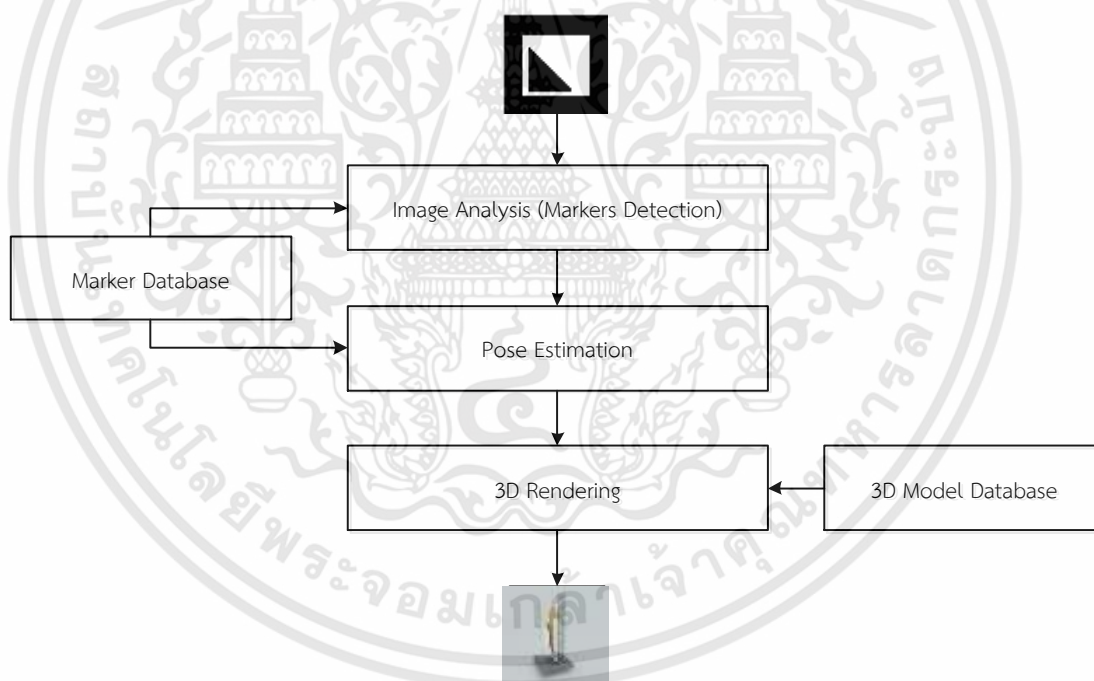 Image Analysis (Markers Detection)
Marker Database
Pose Estimation
3D Rendering
3D Model Database